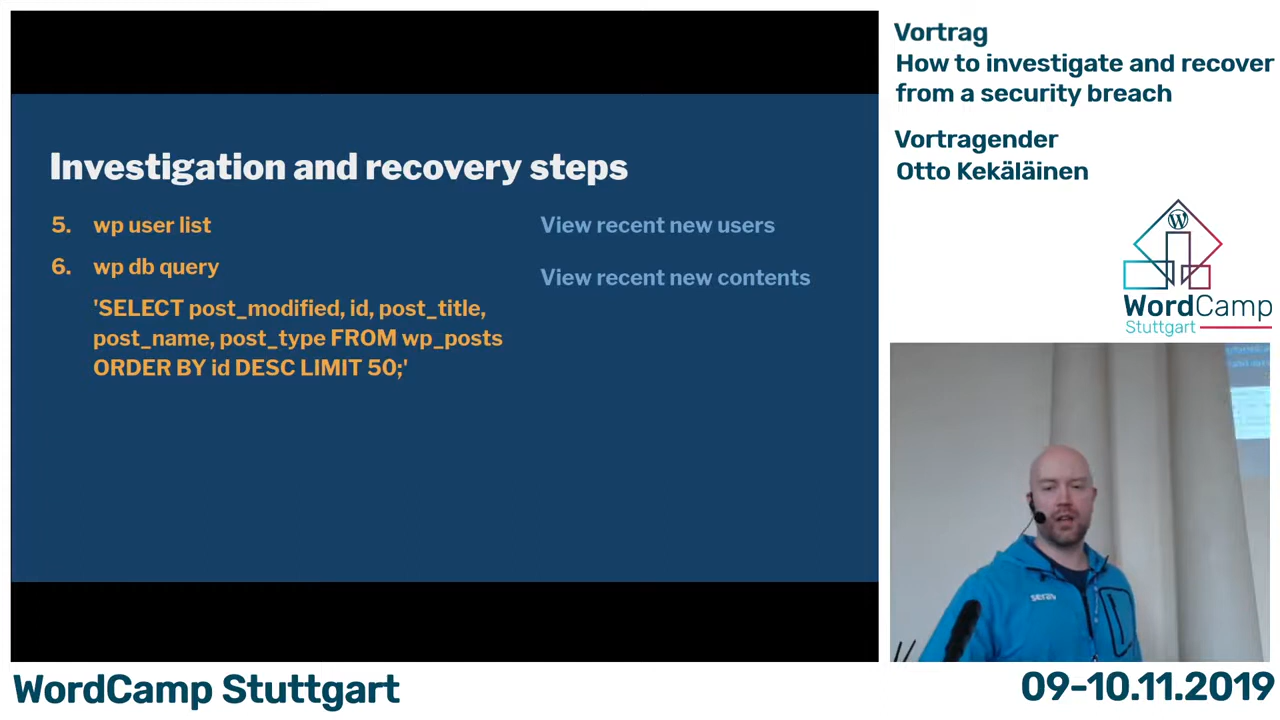 Investigation and recovery steps
5. wp user list
View recent new users
6. wp db query
View recent new contents
'SELECT post_modified, id, post_title,
post_name, post_type FROM wp_posts
ORDER BY id DESC LIMIT 50;'
Vortrag
How to investigate and recover
from a security breach
Vortragender
Otto Kekäläinen
WordCamp
Stuttgart
WordCamp Stuttgart
09-10.11.2019